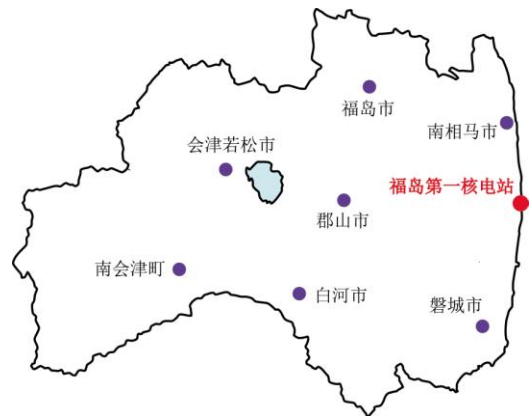 福岛市
南相马市
会津若松市
福岛第一核电站
郡山市
南会津町
白河市
磐城市